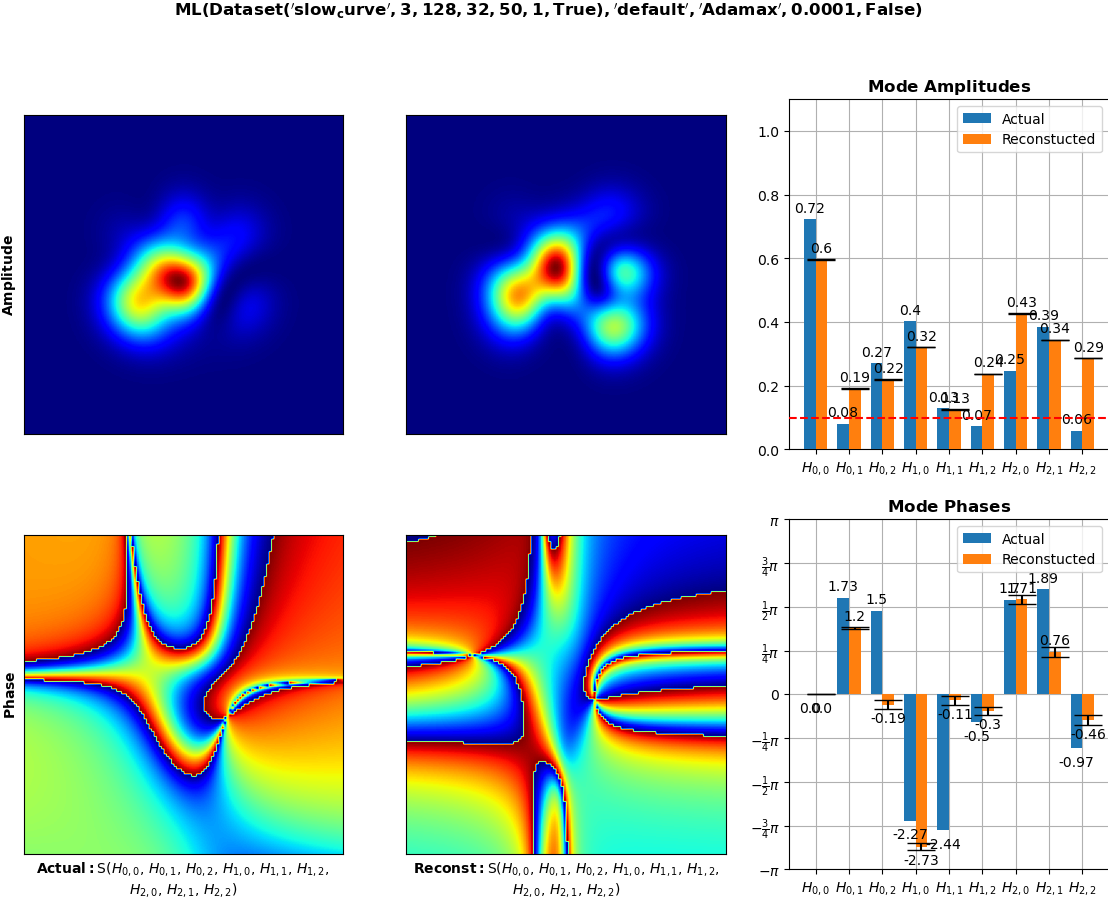 ML(Dataset('slow_curve', 3, 128, 32, 50, 1, True), 'default', 'Adamax', 0.0001, False)
Amplitude
Mode Amplitudes
Actual
Reconstucted
1.0
0.8
0.6
0.4
0.2
0.0
0.72
0.6
0.08
0.19
0.27
0.22
0.4
0.32
0.13
0.13
0.07
0.24
0.25
0.43
0.39
0.34
0.06
0.29
H0,0 H0,1 H0,2 H1,0 H1,1 H1,2 H2,0 H2,1 H2,2
Phase
Mode Phases
Actual
Reconstucted
π
3/4π
1/2π
1/4π
0
−1/4π
−1/2π
−3/4π
−π
0.0
0.0
1.73
1.2
1.5
-0.19
-2.27
-2.73
-2.44
-0.11
-0.5
-0.3
1.7
1.71
1.89
0.76
-0.97
-0.46
H0,0 H0,1 H0,2 H1,0 H1,1 H1,2 H2,0 H2,1 H2,2
Actual: S(H0,0, H0,1, H0,2, H1,0, H1,1, H1,2,
H2,0, H2,1, H2,2)
Reconst: S(H0,0, H0,1, H0,2, H1,0, H1,1, H1,2,
H2,0, H2,1, H2,2)